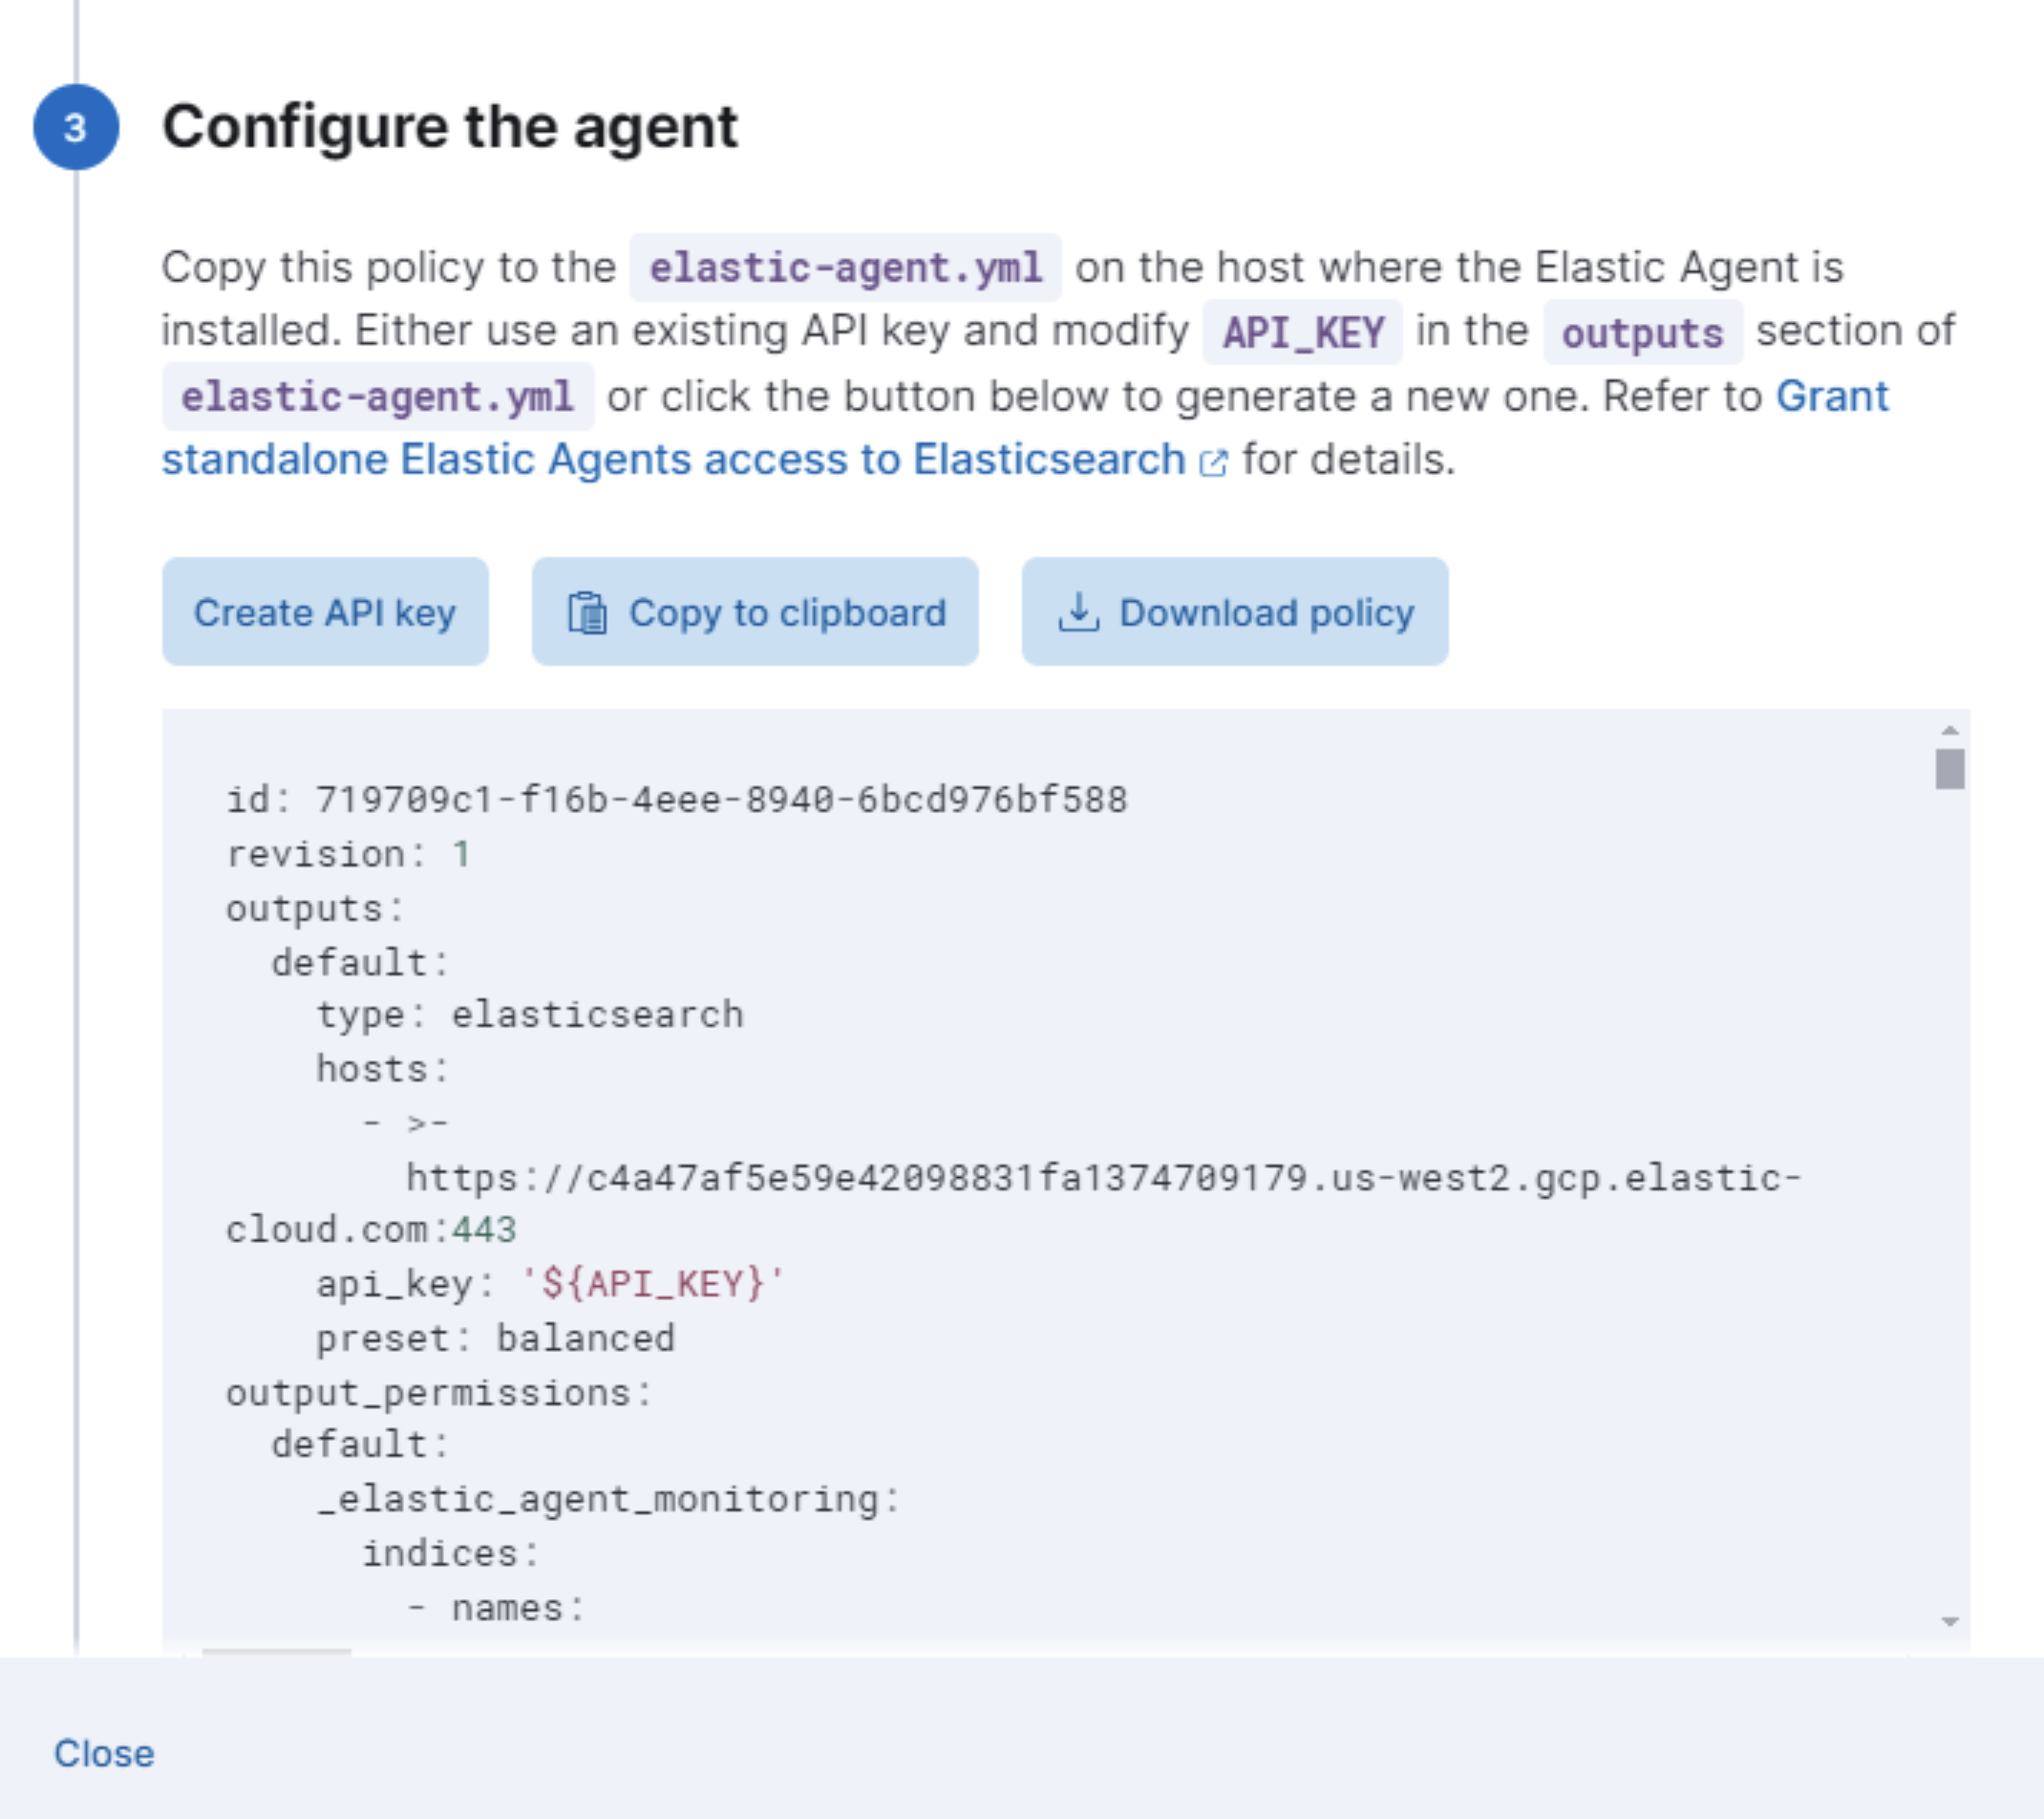 3
Configure the agent
Copy this policy to the elastic-agent.yml on the host where the Elastic Agent is
installed. Either use an existing API key and modify API_KEY in the outputs section of
elastic-agent.yml or click the button below to generate a new one. Refer to Grant
standalone Elastic Agents access to Elasticsearch for details.
Create API key Copy to clipboard Download policy
id: 719709c1-f16b-4eee-8940-6bcd976bf588
revision: 1
outputs:
  default:
    type: elasticsearch
    hosts:
      - >-
        https://c4a47af5e59e42098831fa1374709179.us-west2.gcp.elastic-
cloud.com:443
    api_key: '${API_KEY}'
    preset: balanced
output_permissions:
  default:
    _elastic_agent_monitoring:
      indices:
        - names:
Close